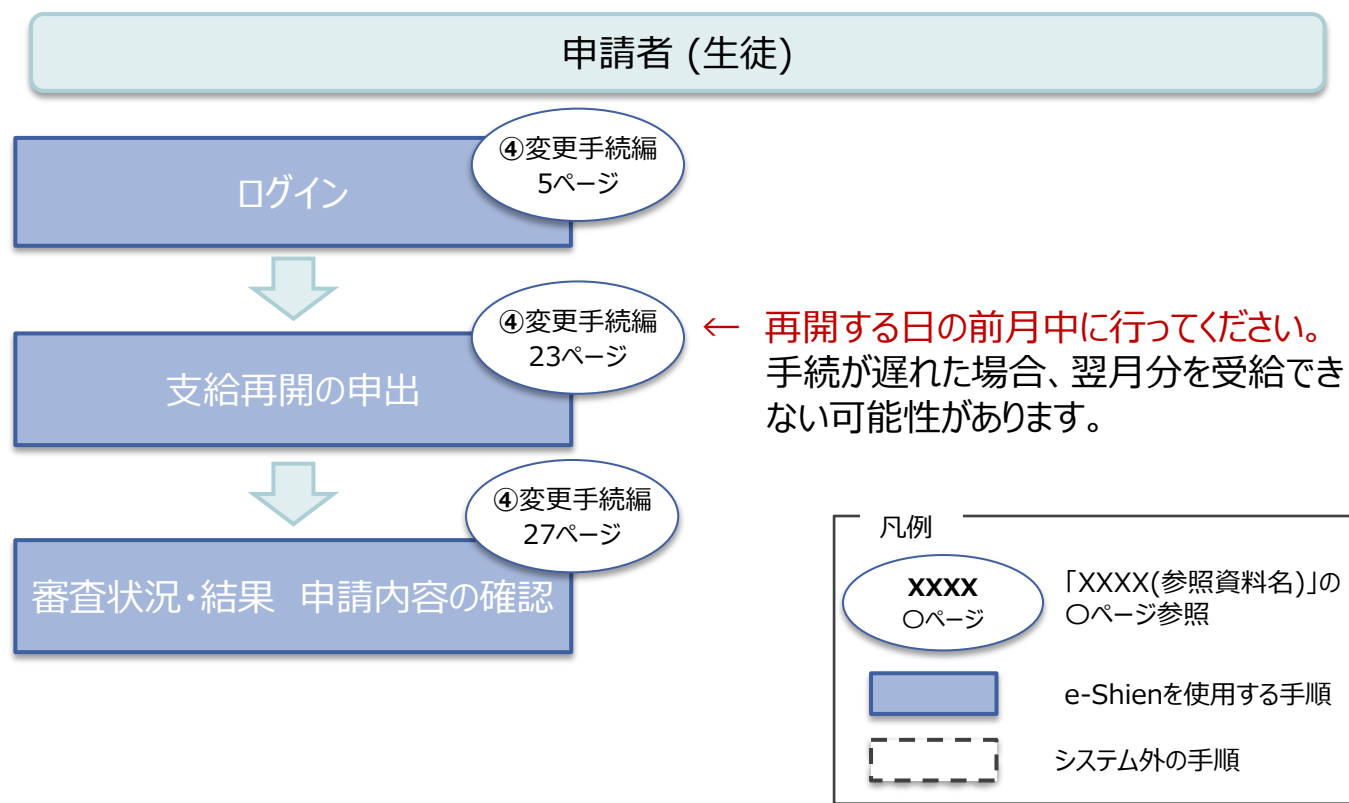 申請者 (生徒)
④変更手続編
5ページ
ログイン
④変更手続編
23ページ
支給再開の申出
← 再開する日の前月中に行ってください。
手続が遅れた場合、翌月分を受給でき
ない可能性があります。
④変更手続編
27ページ
審査状況・結果　申請内容の確認
凡例
XXXX
○ページ
「XXXX(参照資料名)」の
○ページ参照
e-Shienを使用する手順
システム外の手順